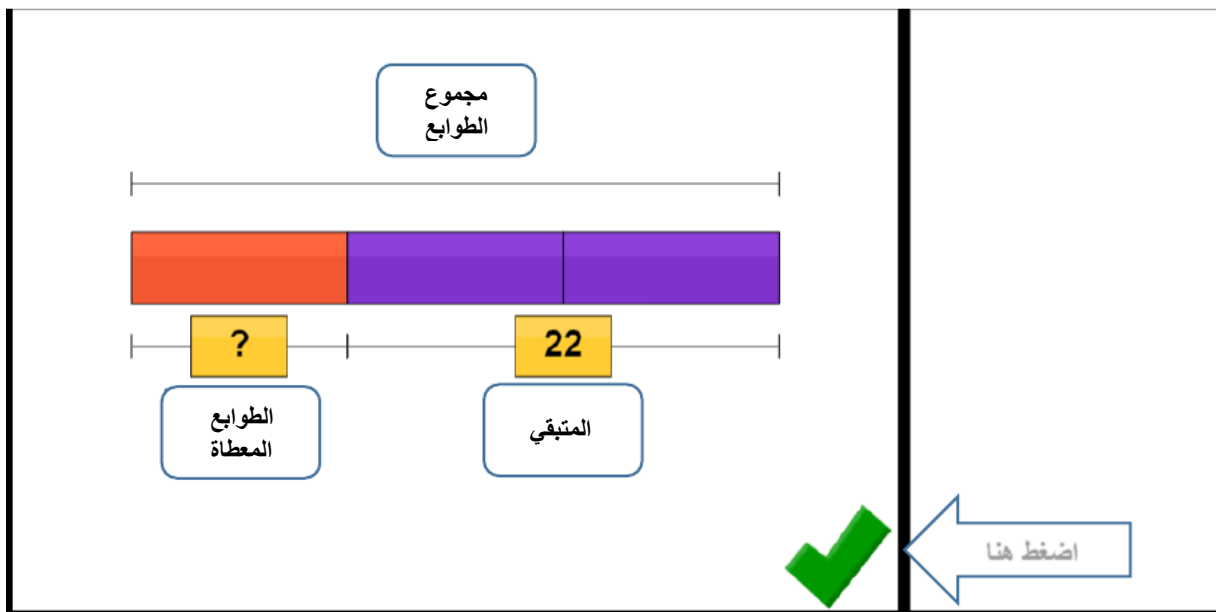 مجموع
الطوابع
?
22
الطوابع
المعطاة
المتبقي
اضغط هنا